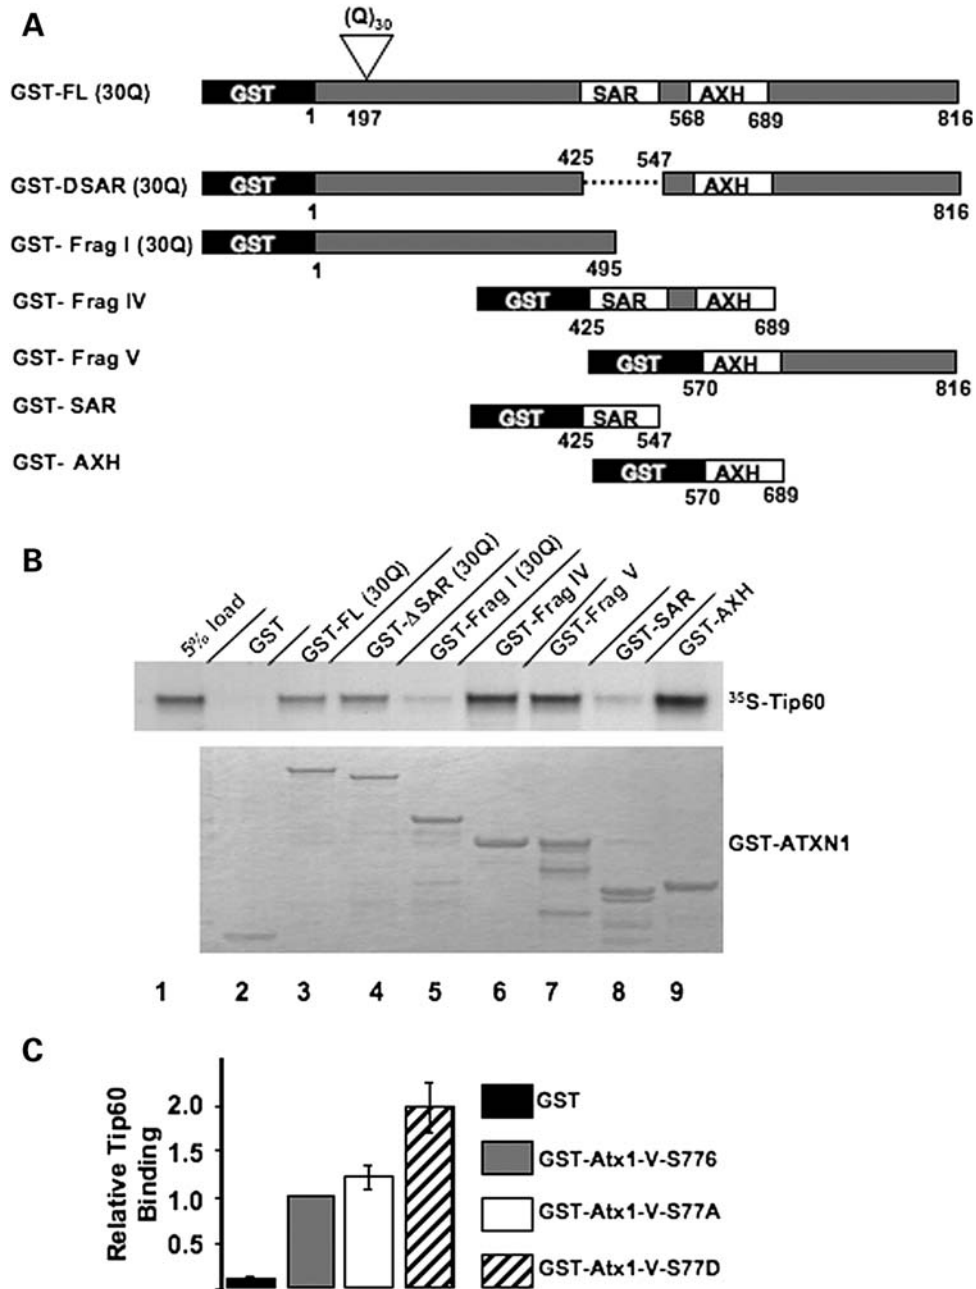 A
(Q)30
GST-FL (30Q)
GST SAR AXH
1 197 568 689 816
425 547
GST-DSAR (30Q)
GST AXH
1 816
GST- Frag I (30Q)
GST
1 495
GST- Frag IV
GST SAR AXH
425 689
GST- Frag V
GST AXH
570 816
GST- SAR
GST SAR
425 547
GST- AXH
GST AXH
570 689
B
5% load
GST
GST-FL (30Q)
GST-ΔSAR (30Q)
GST-Frag I (30Q)
GST-Frag IV
GST-Frag V
GST-SAR
GST-AXH
35S-Tip60
GST-ATXN1
1 2 3 4 5 6 7 8 9
C
Relative Tip60
Binding
2.0
1.5
1.0
0.5
GST
GST-Atx1-V-S776
GST-Atx1-V-S77A
GST-Atx1-V-S77D